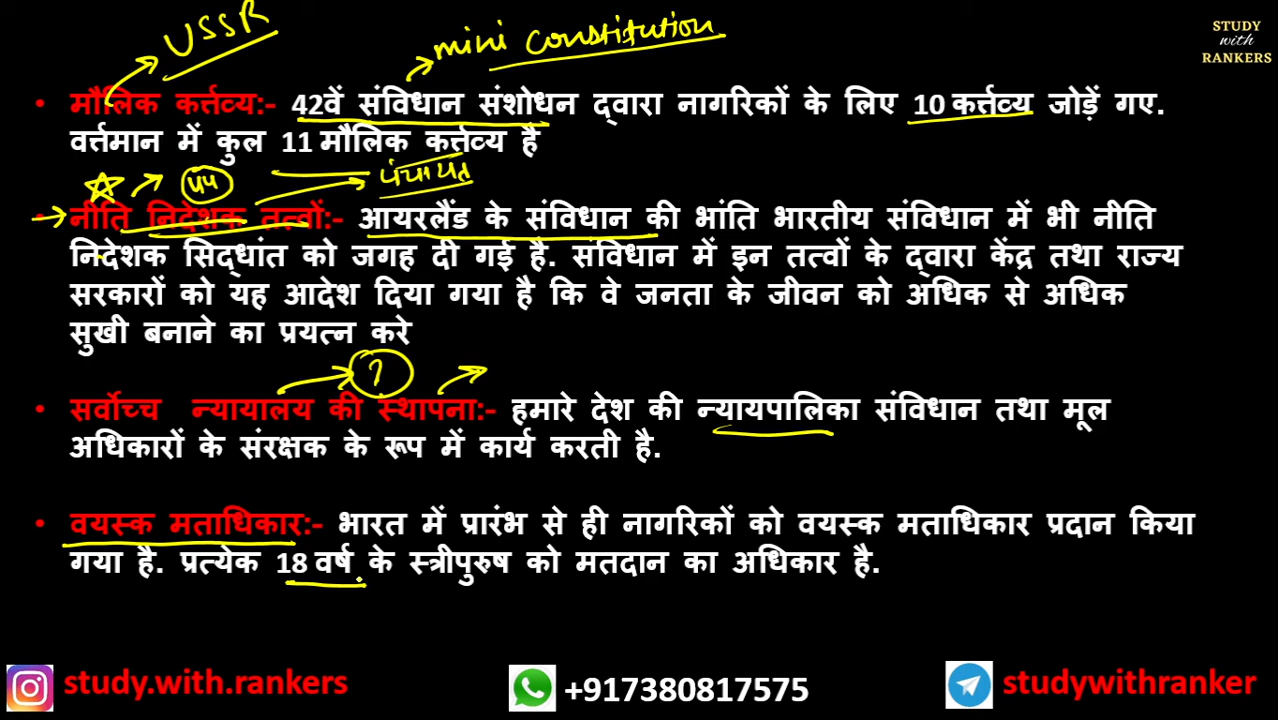 USSR
mini constitution
STUDY
with
RANKERS
• मौलिक कर्त्तव्य:- 42वें संविधान संशोधन द्वारा नागरिकों के लिए 10 कर्त्तव्य जोड़ें गए.
वर्त्तमान में कुल 11 मौलिक कर्त्तव्य है
पंचायत
• नीति निदेशक तत्वों:- आयरलैंड के संविधान की भांति भारतीय संविधान में भी नीति
निदेशक सिद्धांत को जगह दी गई है. संविधान में इन तत्वों के द्वारा केंद्र तथा राज्य
सरकारों को यह आदेश दिया गया है कि वे जनता के जीवन को अधिक से अधिक
सुखी बनाने का प्रयत्न करे
?
• सर्वोच्च न्यायालय की स्थापना:- हमारे देश की न्यायपालिका संविधान तथा मूल
अधिकारों के संरक्षक के रूप में कार्य करती है.
• वयस्क मताधिकार:- भारत में प्रारंभ से ही नागरिकों को वयस्क मताधिकार प्रदान किया
गया है. प्रत्येक 18 वर्ष के स्त्रीपुरुष को मतदान का अधिकार है.
study.with.rankers
+917380817575
studywithranker